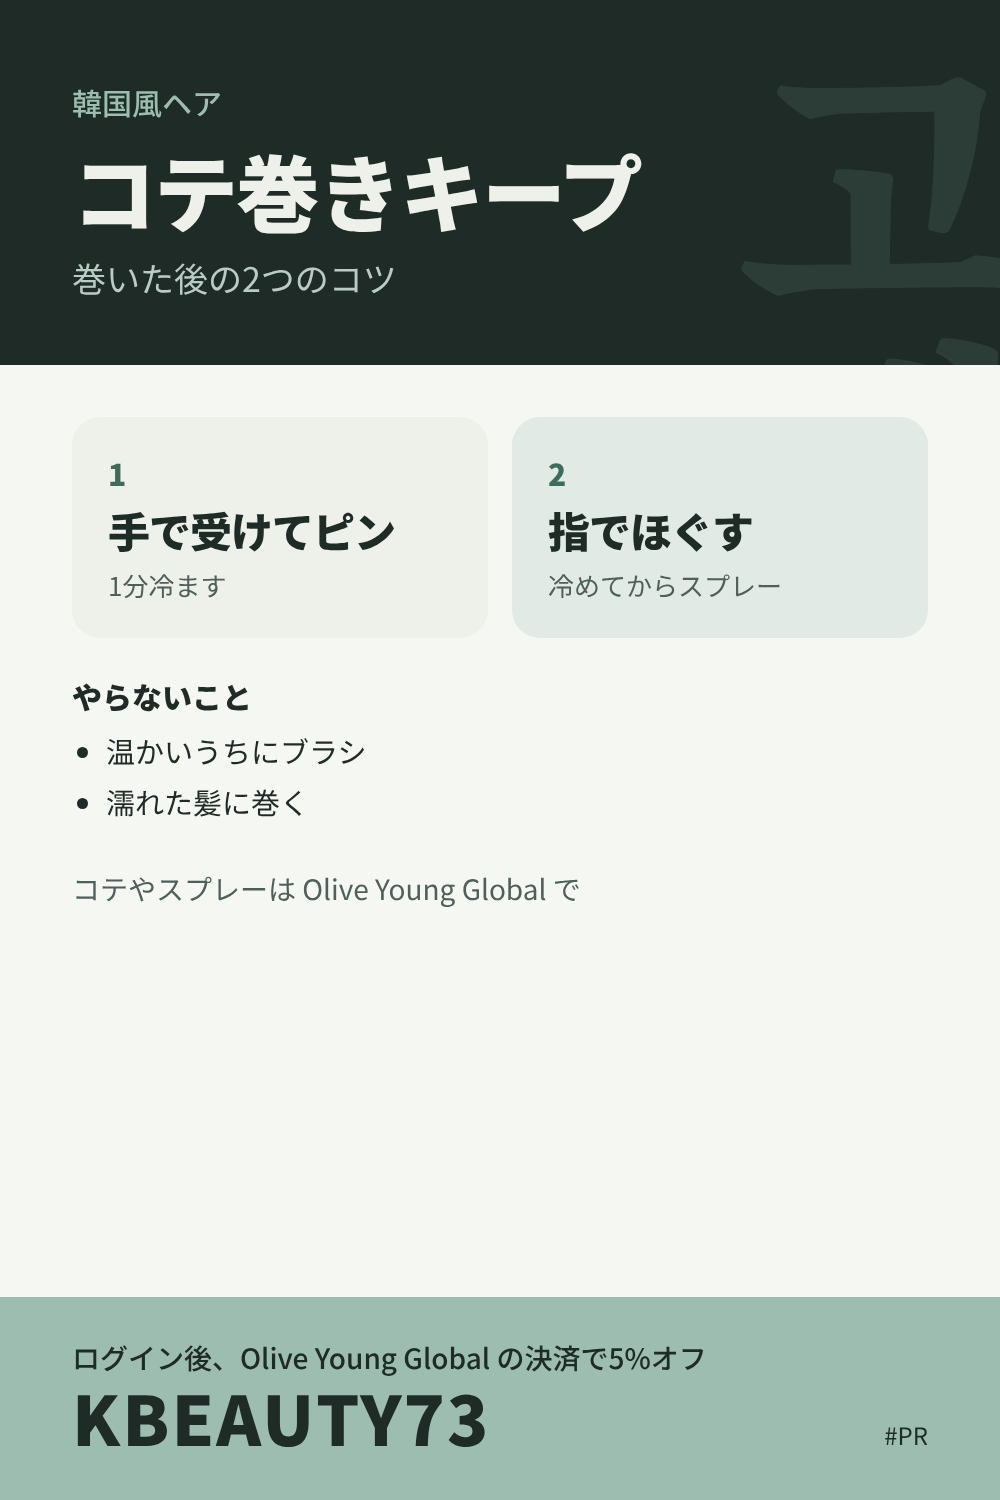 韓国風ヘア
コテ巻きキープ
巻いた後の2つのコツ
고
1
手で受けてピン
1分冷ます
2
指でほぐす
冷めてからスプレー
やらないこと
• 温かいうちにブラシ
• 濡れた髪に巻く
コテやスプレーは Olive Young Global で
ログイン後、Olive Young Global の決済で5%オフ
KBEAUTY73
#PR